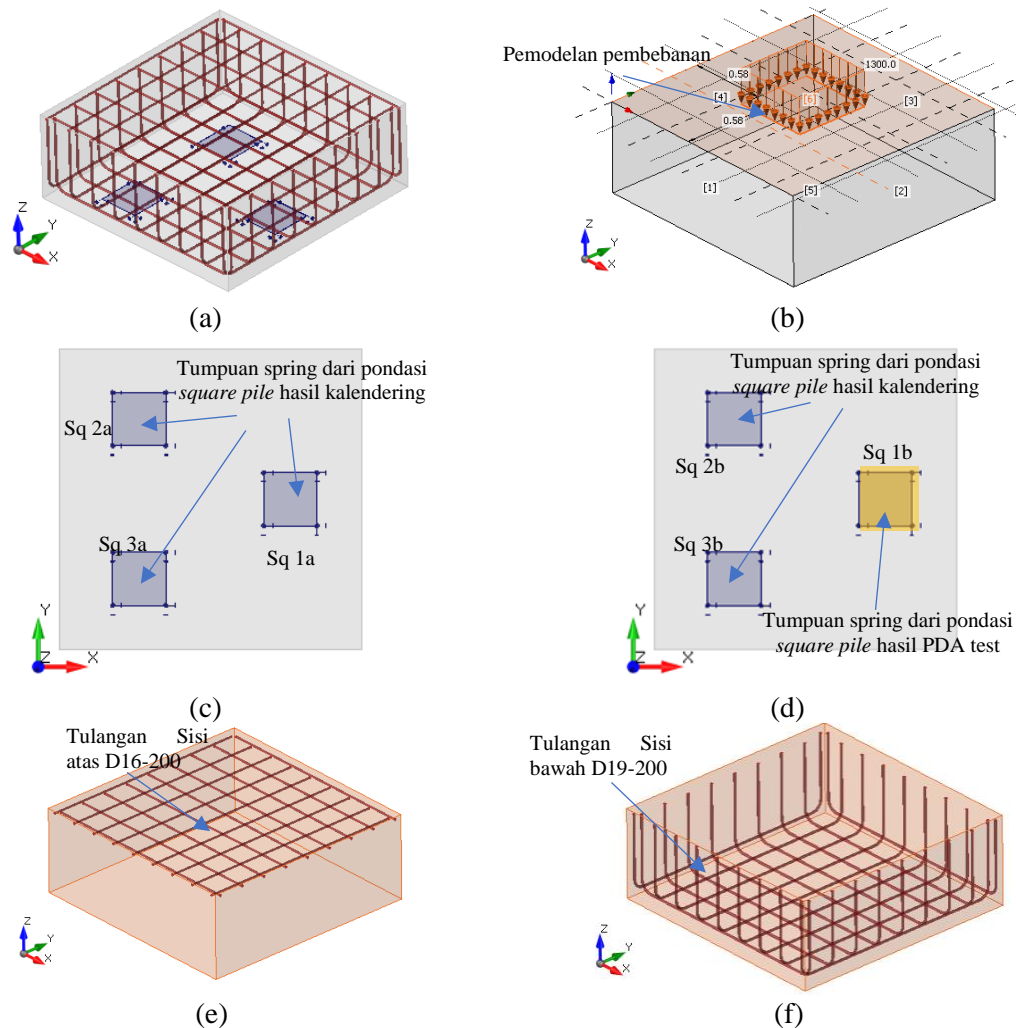 Z
Y
X
(a)
Pemodelan pembebanan
1300.0
0.58
[4]
[6]
[3]
0.58
[1]
[5]
[2]
Z
Y
X
(b)
Tumpuan spring dari pondasi
square pile hasil kalendering
Sq 2a
Sq 3a
Sq 1a
Y
Z
X
(c)
Tumpuan spring dari pondasi
square pile hasil kalendering
Sq 2b
Sq 1b
Sq 3b
Tumpuan spring dari pondasi
square pile hasil PDA test
Y
Z
X
(d)
Tulangan Sisi
atas D16-200
Z
Y
X
(e)
Tulangan Sisi
bawah D19-200
Z
Y
X
(f)